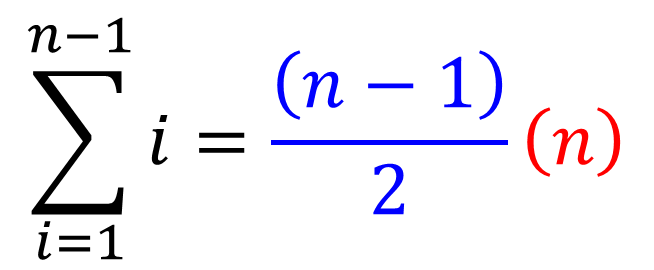 n−1
∑ i = (n − 1)/2 (n)
i=1